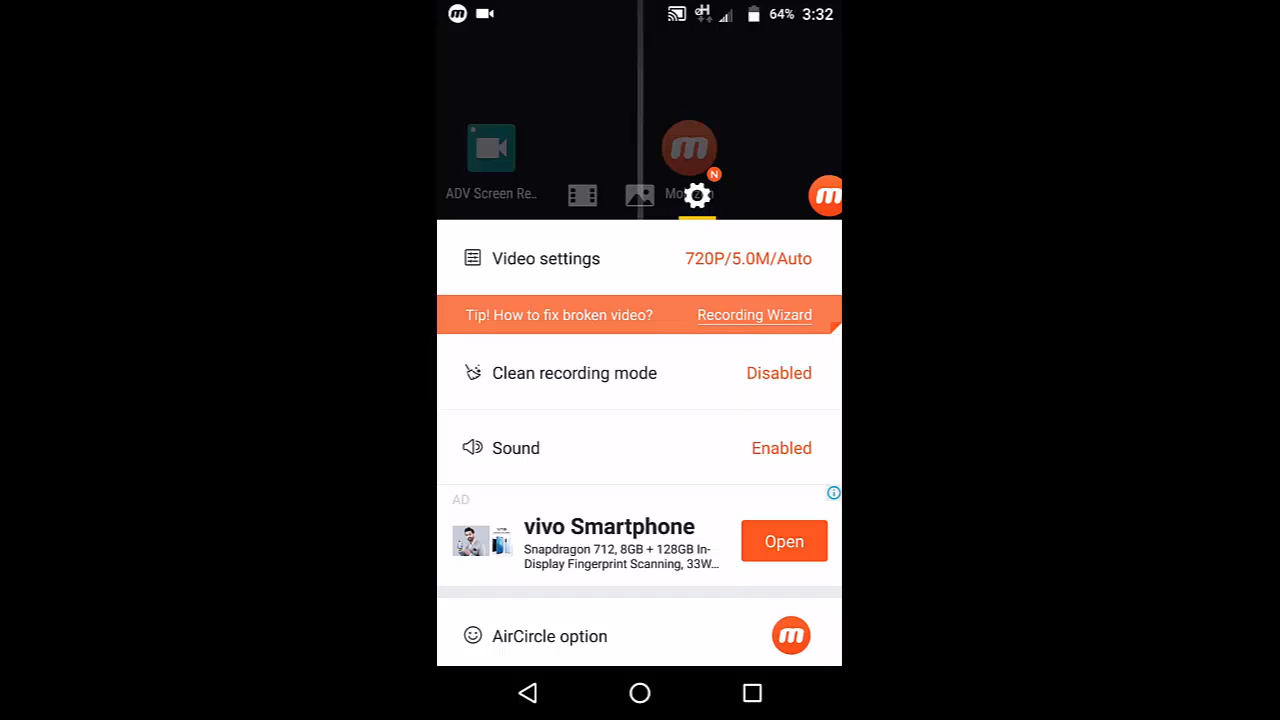 64% 3:32
ADV Screen Re..
N
Video settings 720P/5.0M/Auto
Tip! How to fix broken video? Recording Wizard
Clean recording mode Disabled
Sound Enabled
AD
vivo Smartphone
Snapdragon 712, 8GB + 128GB In-
Display Fingerprint Scanning, 33W...
Open
AirCircle option